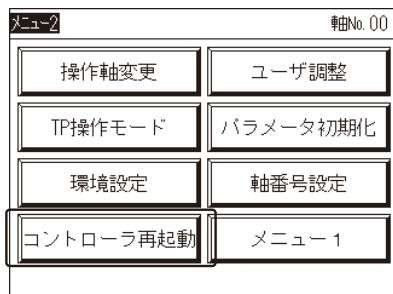 メニュー2 軸No. 00
操作軸変更 ユーザ調整
TP操作モード パラメータ初期化
環境設定 軸番号設定
コントローラ再起動 メニュー1